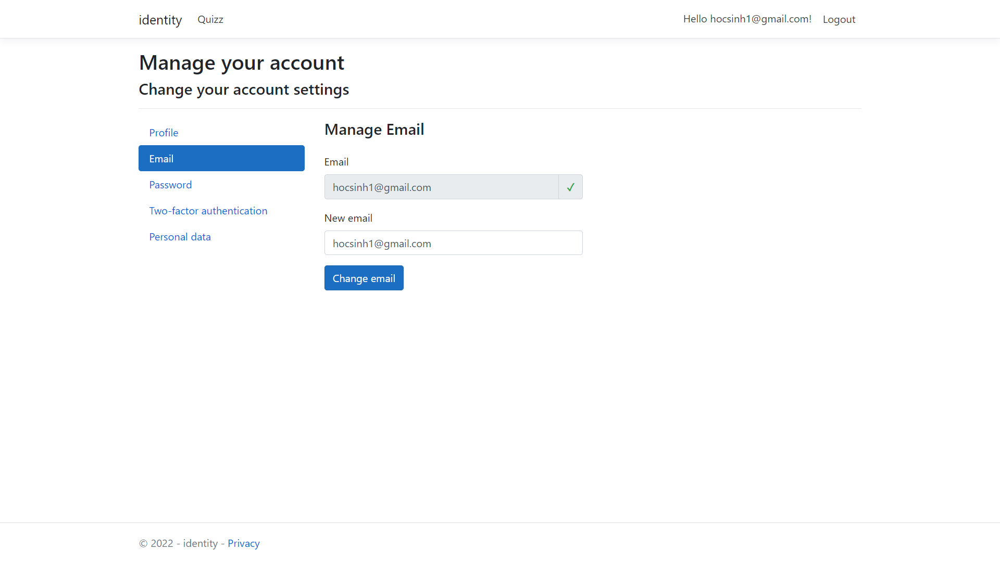 identity Quizz Hello hocsinh1@gmail.com! Logout
Manage your account
Change your account settings
Profile
Email
Password
Two-factor authentication
Personal data
Manage Email
Email
hocsinh1@gmail.com ✓
New email
hocsinh1@gmail.com
Change email
© 2022 - identity - Privacy